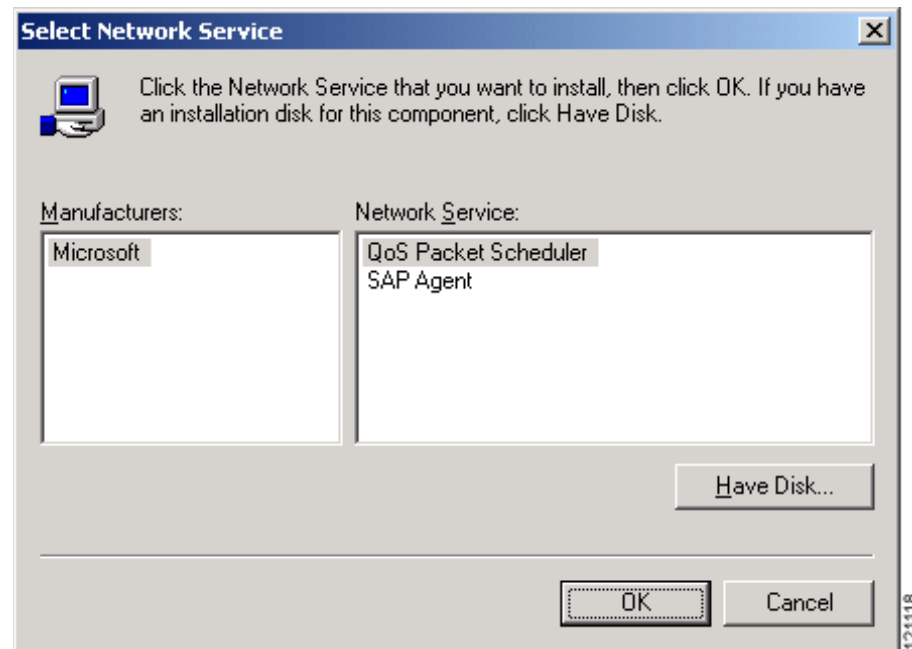 Select Network Service
Click the Network Service that you want to install, then click OK. If you have
an installation disk for this component, click Have Disk.
Manufacturers:
Network Service:
Microsoft
QoS Packet Scheduler
SAP Agent
Have Disk...
OK
Cancel
121118